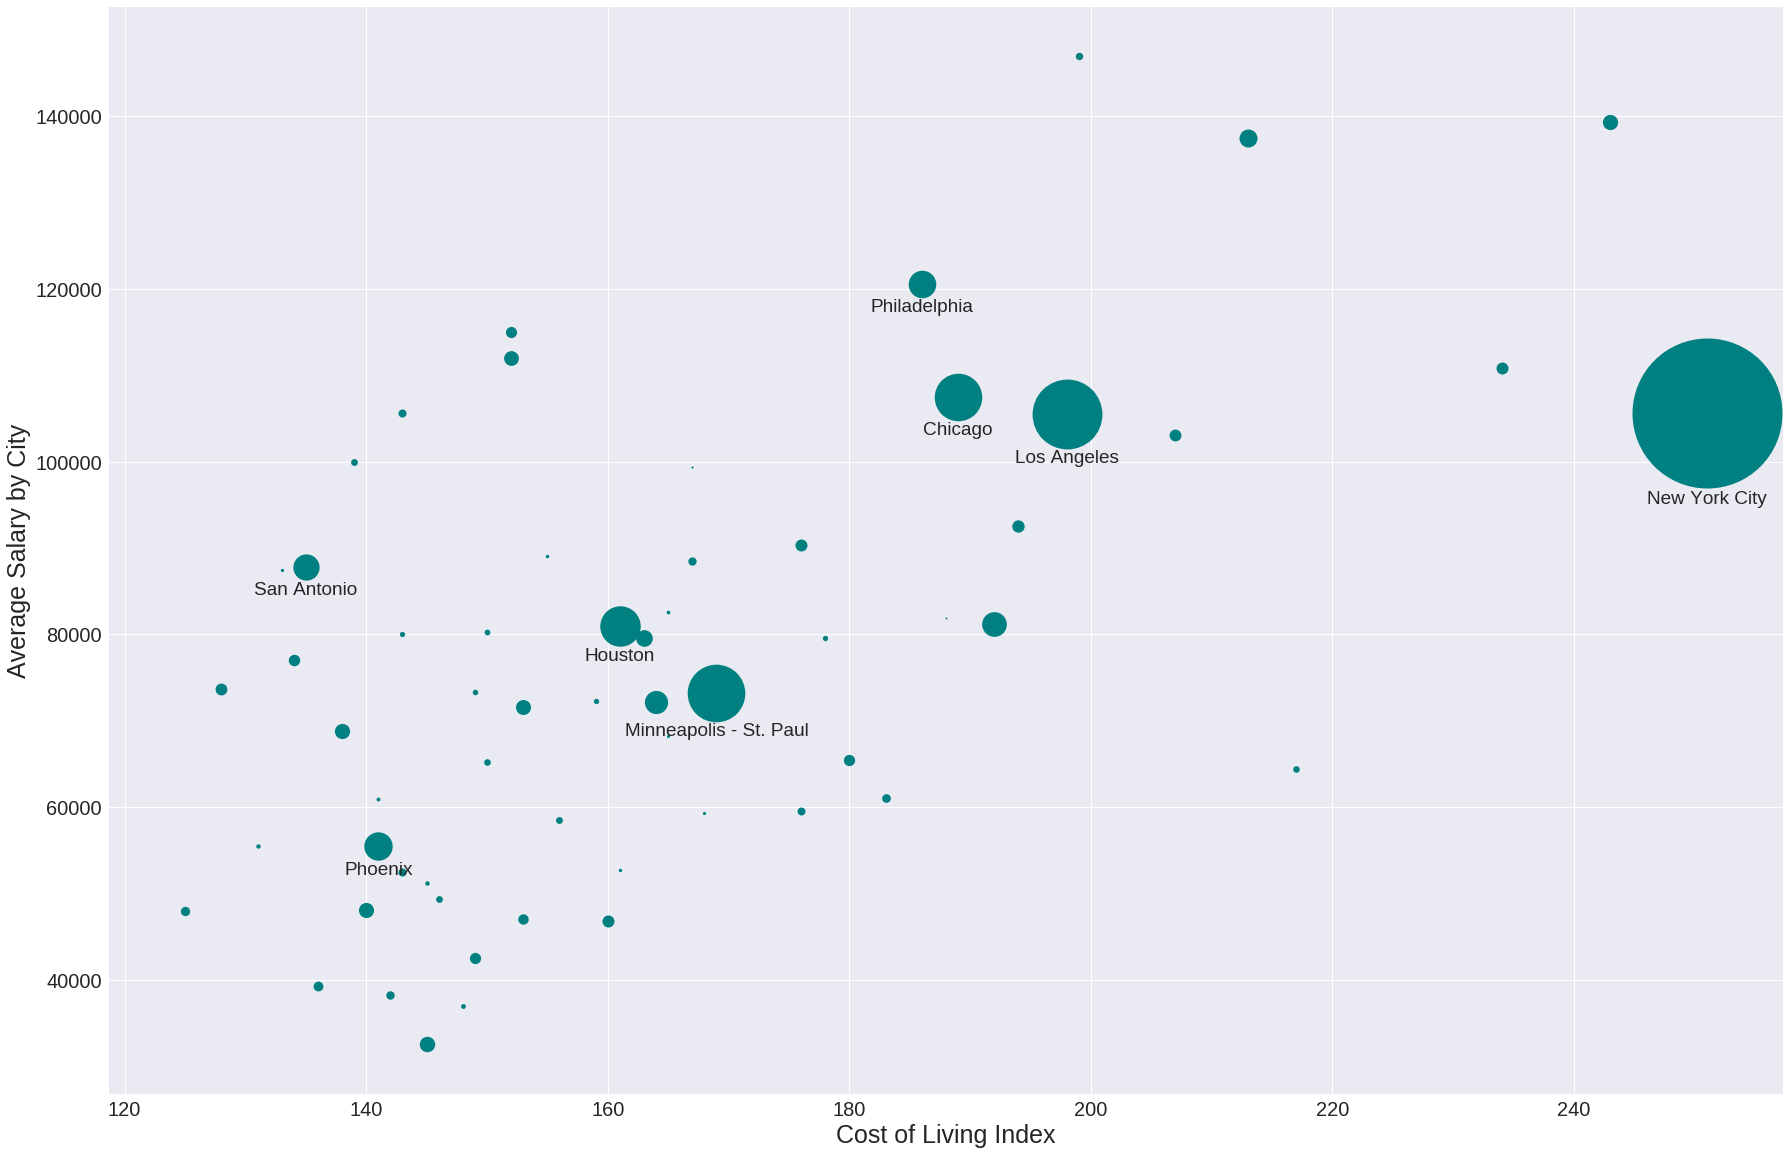 140000
120000
100000
80000
60000
40000
Average Salary by City
Philadelphia
Chicago
Los Angeles
New York City
San Antonio
Houston
Minneapolis - St. Paul
Phoenix
120 140 160 180 200 220 240
Cost of Living Index